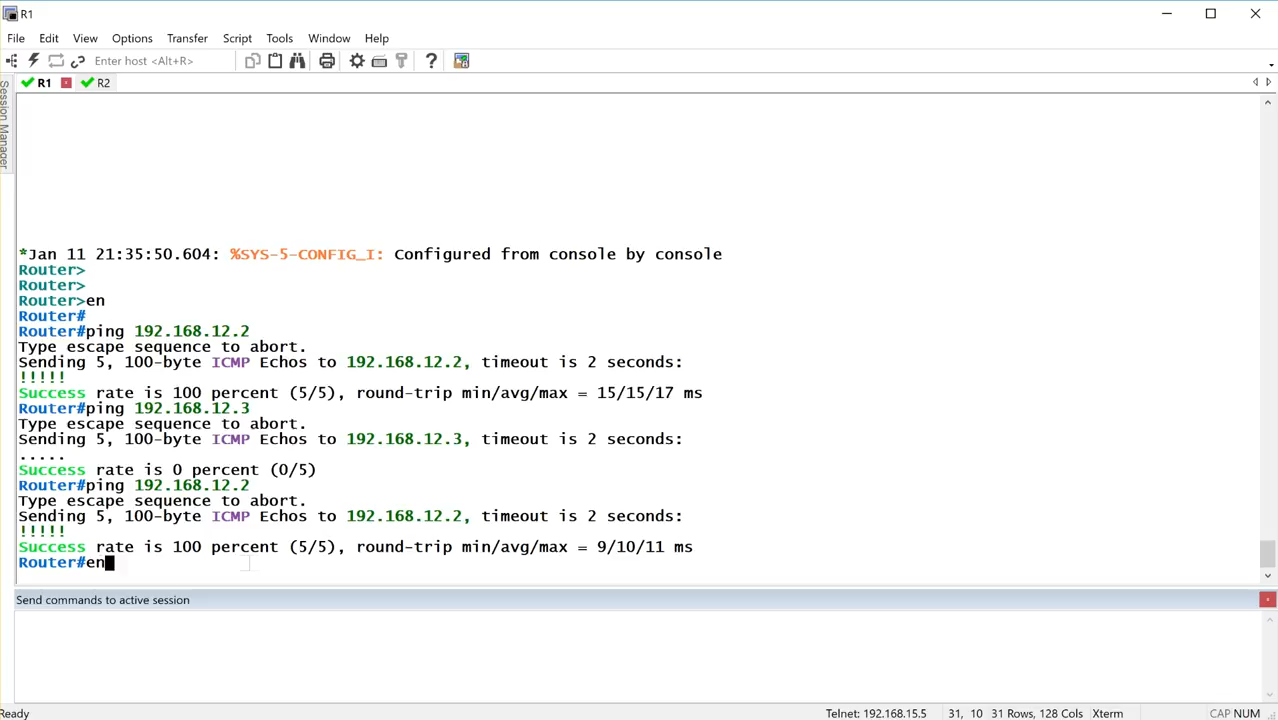 R1
File Edit View Options Transfer Script Tools Window Help
Enter host <Alt+R>
R1 R2
Session Manager
*Jan 11 21:35:50.604: %SYS-5-CONFIG_I: Configured from console by console
Router>
Router>
Router>en
Router#
Router#ping 192.168.12.2
Type escape sequence to abort.
Sending 5, 100-byte ICMP Echos to 192.168.12.2, timeout is 2 seconds:
!!!!!
Success rate is 100 percent (5/5), round-trip min/avg/max = 15/15/17 ms
Router#ping 192.168.12.3
Type escape sequence to abort.
Sending 5, 100-byte ICMP Echos to 192.168.12.3, timeout is 2 seconds:
.....
Success rate is 0 percent (0/5)
Router#ping 192.168.12.2
Type escape sequence to abort.
Sending 5, 100-byte ICMP Echos to 192.168.12.2, timeout is 2 seconds:
!!!!!
Success rate is 100 percent (5/5), round-trip min/avg/max = 9/10/11 ms
Router#en
Send commands to active session
Ready Telnet: 192.168.15.5 31, 10 31 Rows, 128 Cols Xterm CAP NUM